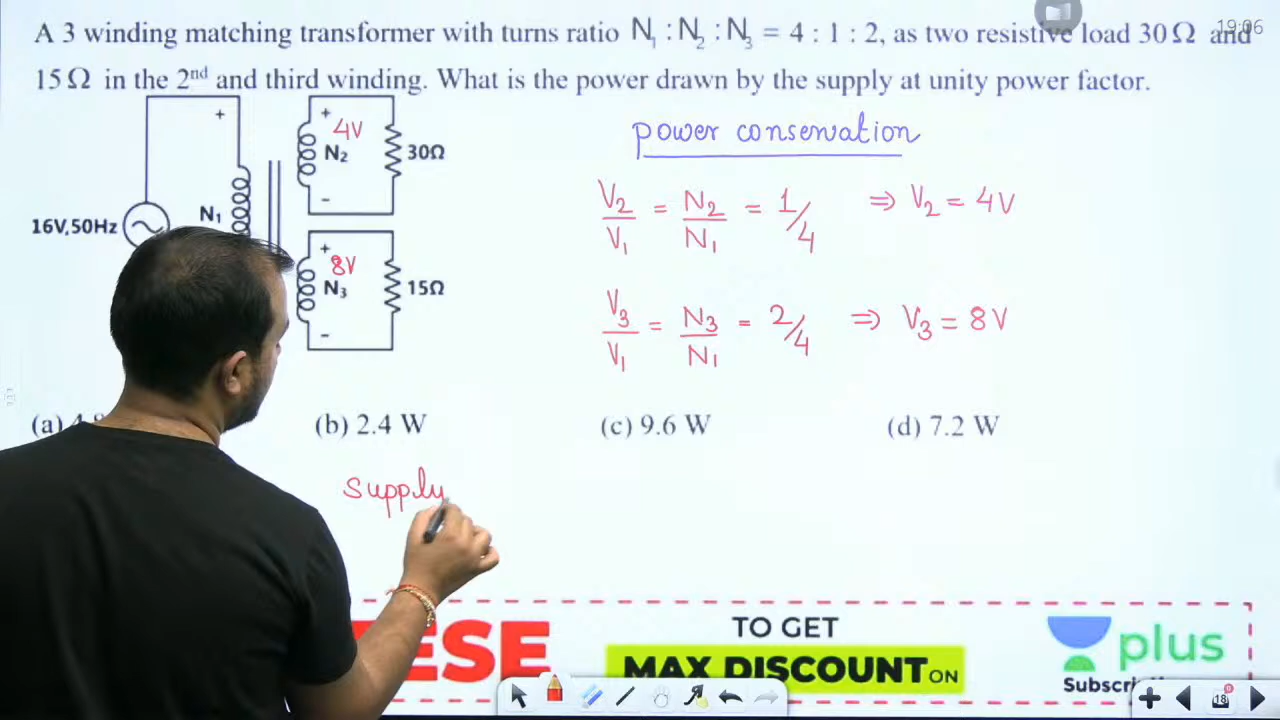 19:06
A 3 winding matching transformer with turns ratio N₁ : N₂ : N₃ = 4 : 1 : 2, as two resistive load 30 Ω and
15 Ω in the 2ⁿᵈ and third winding. What is the power drawn by the supply at unity power factor.
+
+ 4V
N₂
-
30Ω
16V,50Hz
N₁
+ 8V
N₃
-
15Ω
power conservation
V₂/V₁ = N₂/N₁ = 1/4 ⇒ V₂ = 4V
V₃/V₁ = N₃/N₁ = 2/4 ⇒ V₃ = 8V
(a)
(b) 2.4 W
(c) 9.6 W
(d) 7.2 W
supply
ESE
TO GET
MAX DISCOUNT ON
plus
18